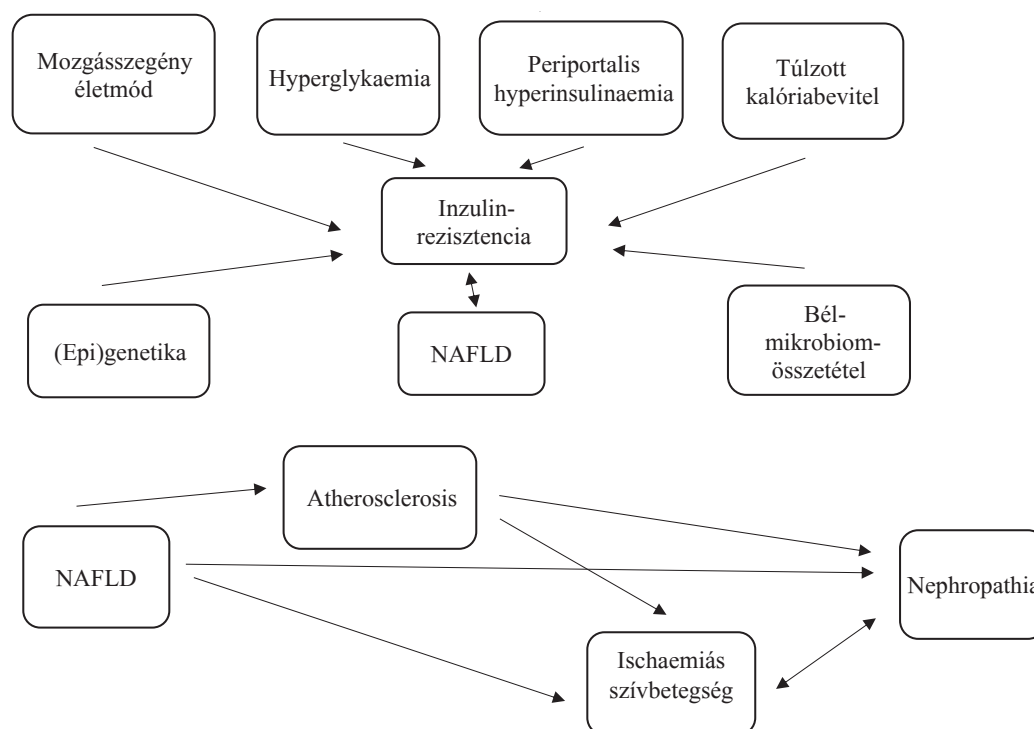 Mozgásszegény
életmód
Hyperglykaemia
Periportalis
hyperinsulinaemia
Túlzott
kalóriabevitel
Inzulin-
rezisztencia
(Epi)genetika
NAFLD
Bél-
mikrobiom-
összetétel
Atherosclerosis
NAFLD
Nephropathia
Ischaemiás
szívbetegség